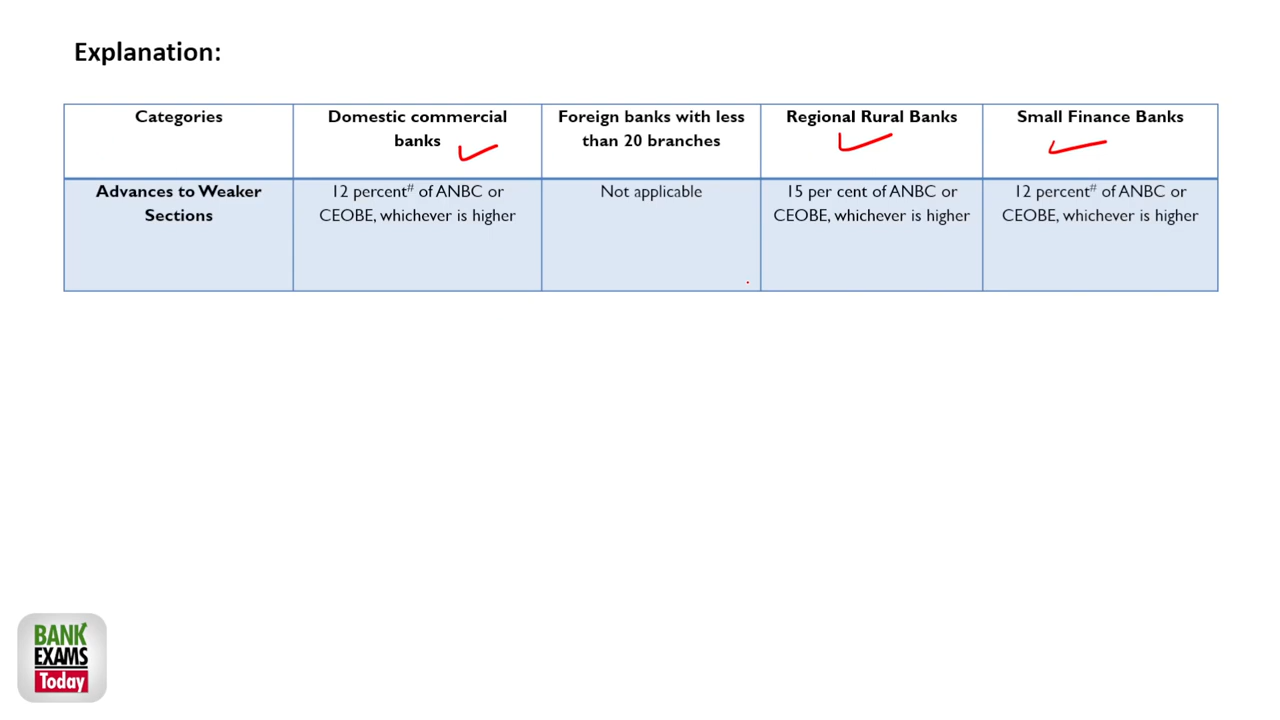 Explanation:
Categories
Domestic commercial
banks
Foreign banks with less
than 20 branches
Regional Rural Banks
Small Finance Banks
Advances to Weaker
Sections
12 percent# of ANBC or
CEOBE, whichever is higher
Not applicable
15 per cent of ANBC or
CEOBE, whichever is higher
12 percent# of ANBC or
CEOBE, whichever is higher
BANK
EXAMS
Today